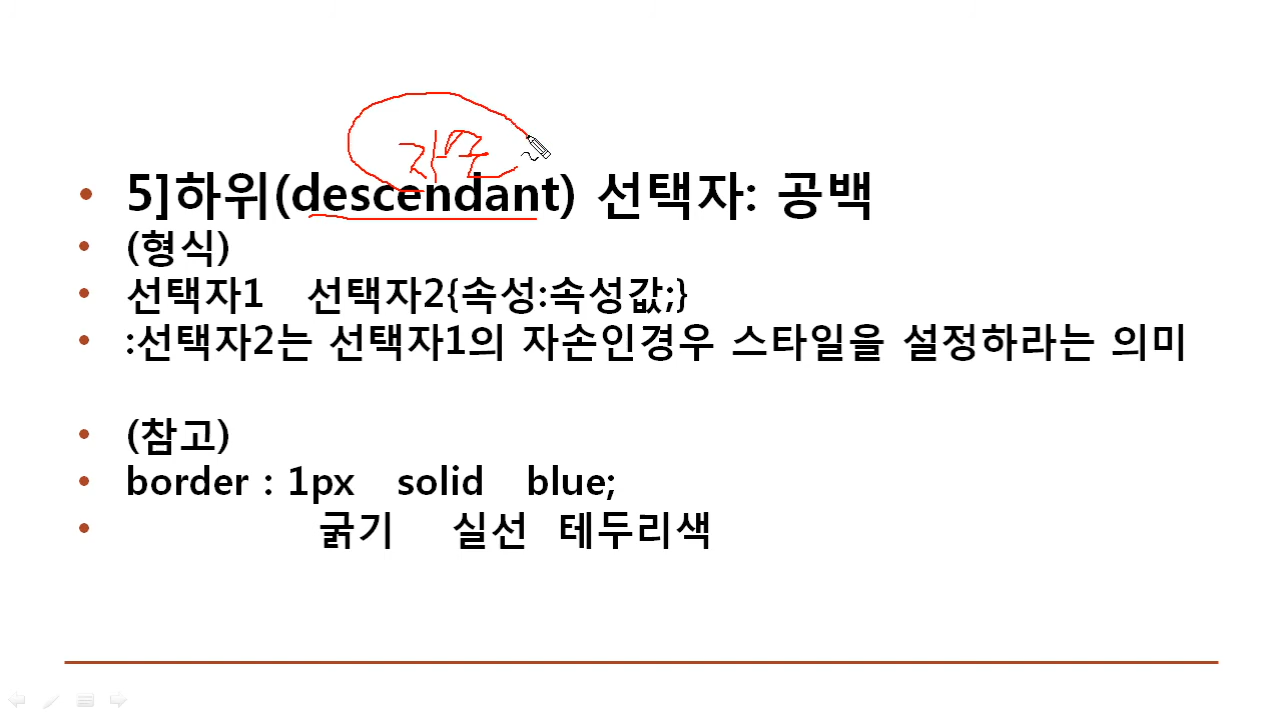 자손
5]하위(descendant) 선택자: 공백
(형식)
선택자1 선택자2{속성:속성값;}
:선택자2는 선택자1의 자손인경우 스타일을 설정하라는 의미
(참고)
border : 1px solid blue;
굵기 실선 테두리색